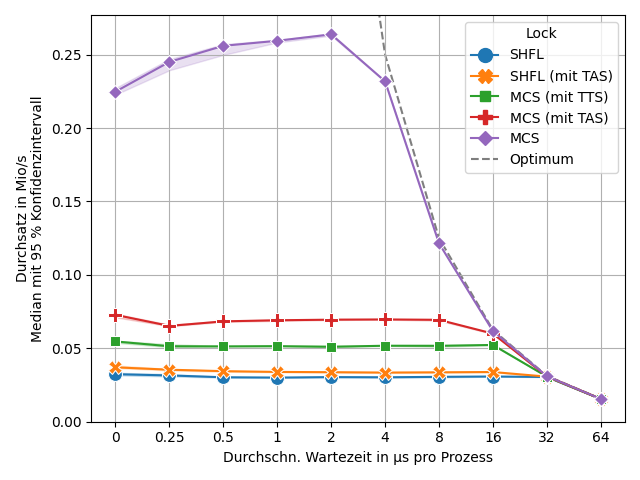 Durchsatz in Mio/s
Median mit 95 % Konfidenzintervall
0.25
0.20
0.15
0.10
0.05
0.00
Lock
SHFL
SHFL (mit TAS)
MCS (mit TTS)
MCS (mit TAS)
MCS
Optimum
0 0.25 0.5 1 2 4 8 16 32 64
Durchschn. Wartezeit in µs pro Prozess